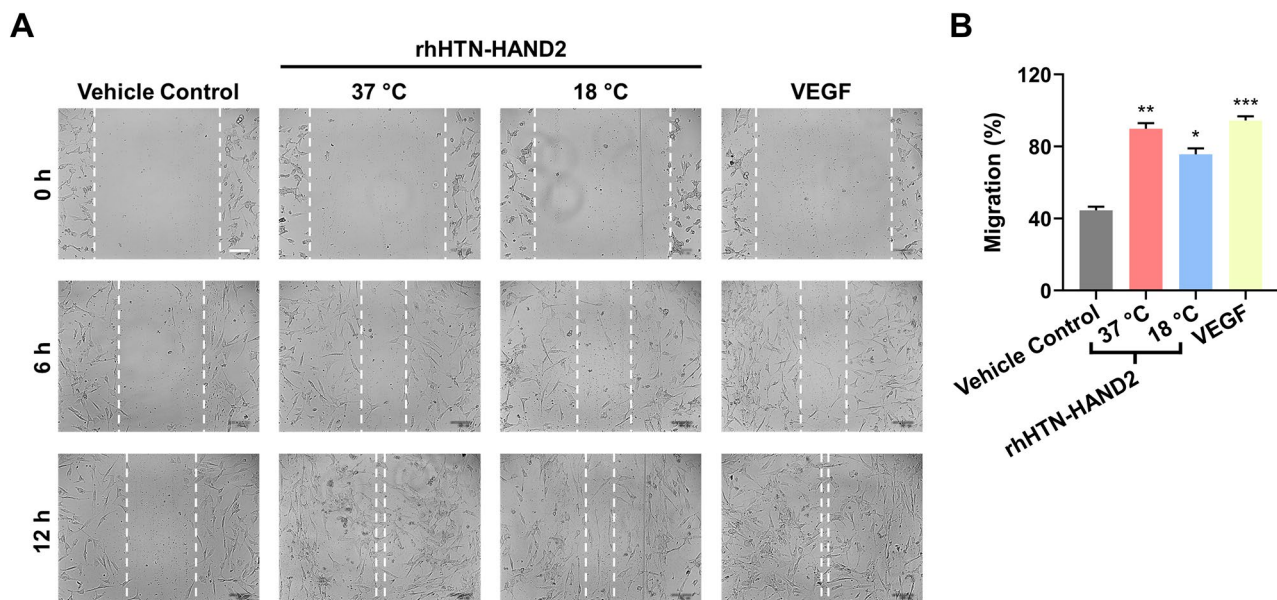 A
B
rhHTN-HAND2
Vehicle Control
37 °C
18 °C
VEGF
0 h
6 h
12 h
Migration (%)
120
80
40
0
**
*
***
Vehicle Control
37 °C
18 °C
VEGF
rhHTN-HAND2